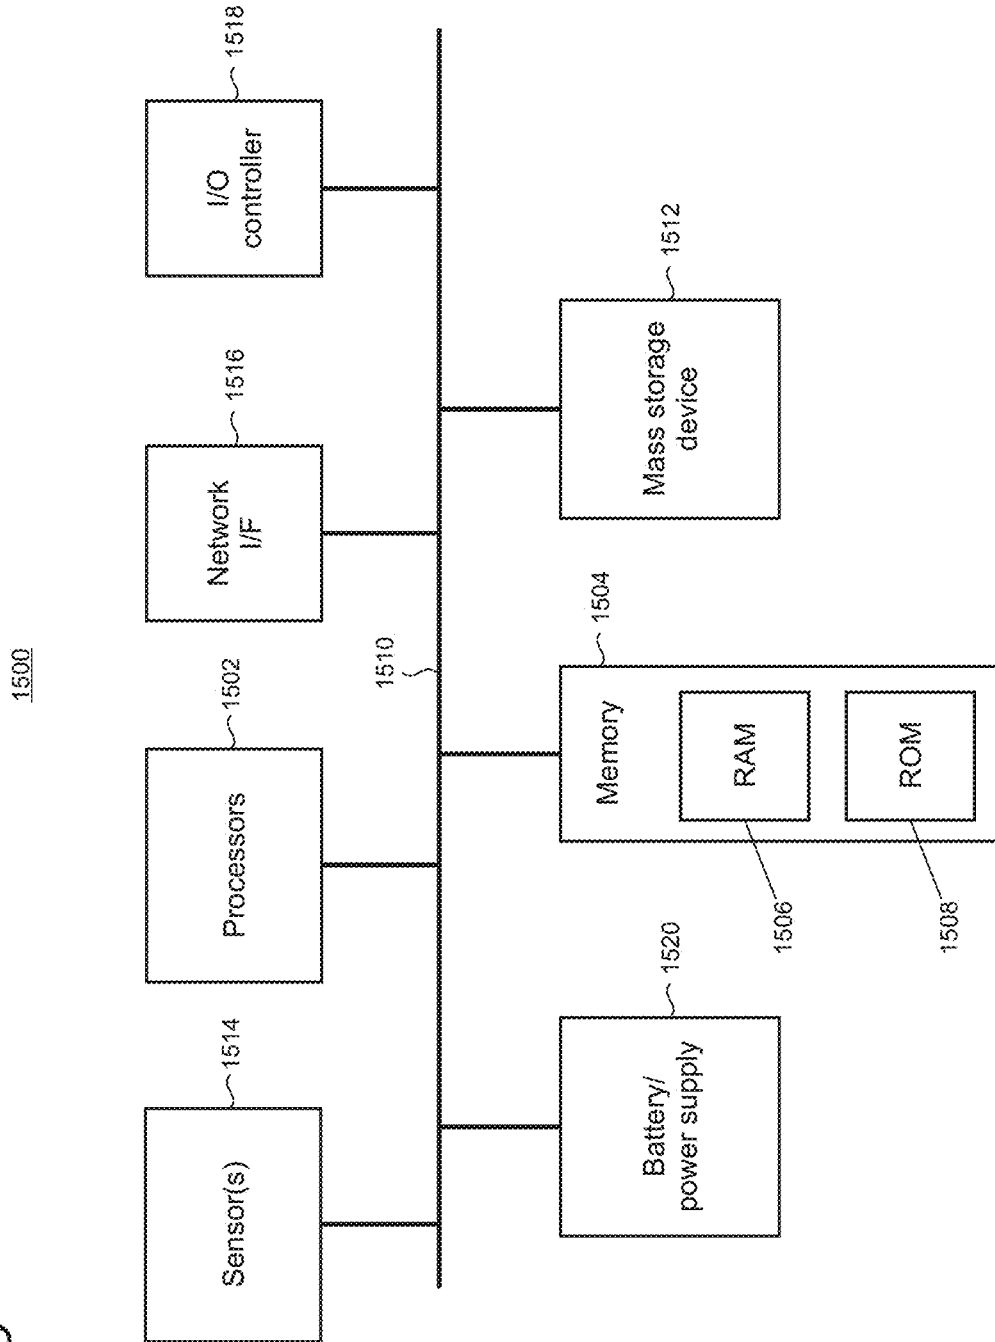 1500
Sensor(s)
1514
Processors
1502
Network
I/F
1516
I/O
controller
1518
1510
Battery/
power supply
1520
Memory
1504
RAM
1506
ROM
1508
Mass storage
device
1512